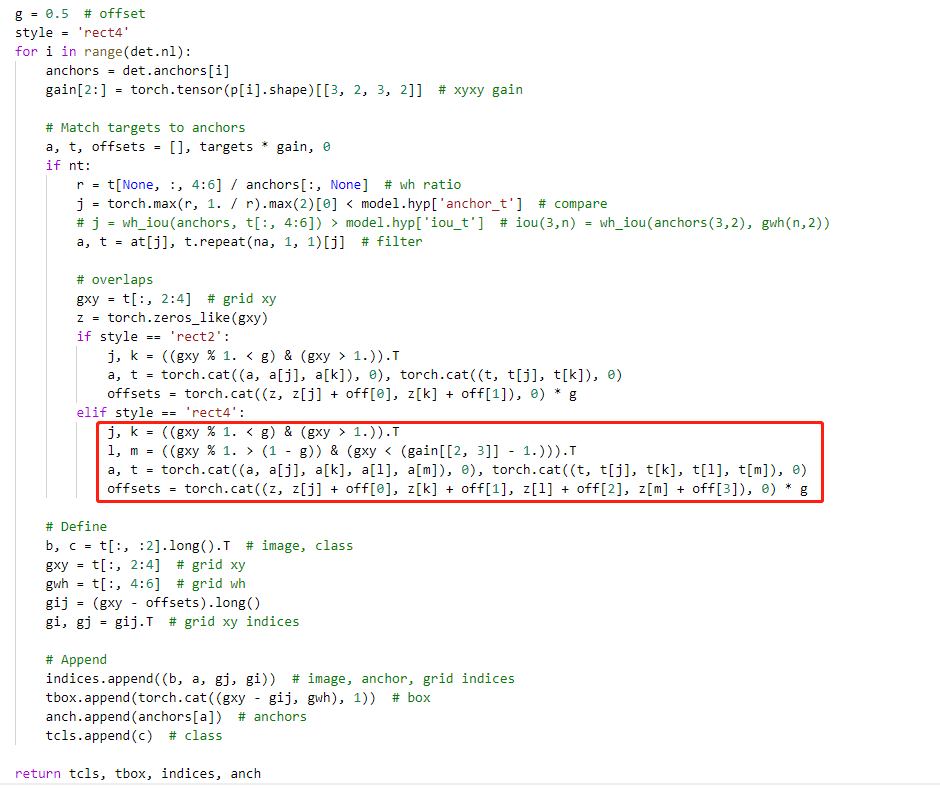 g = 0.5  # offset
style = 'rect4'
for i in range(det.nl):
    anchors = det.anchors[i]
    gain[2:] = torch.tensor(p[i].shape)[[3, 2, 3, 2]]  # xyxy gain

    # Match targets to anchors
    a, t, offsets = [], targets * gain, 0
    if nt:
        r = t[None, :, 4:6] / anchors[:, None]  # wh ratio
        j = torch.max(r, 1. / r).max(2)[0] < model.hyp['anchor_t']  # compare
        # j = wh_iou(anchors, t[:, 4:6]) > model.hyp['iou_t']  # iou(3,n) = wh_iou(anchors(3,2), gwh(n,2))
        a, t = at[j], t.repeat(na, 1, 1)[j]  # filter

        # overlaps
        gxy = t[:, 2:4]  # grid xy
        z = torch.zeros_like(gxy)
        if style == 'rect2':
            j, k = ((gxy % 1. < g) & (gxy > 1.)).T
            a, t = torch.cat((a, a[j], a[k]), 0), torch.cat((t, t[j], t[k]), 0)
            offsets = torch.cat((z, z[j] + off[0], z[k] + off[1]), 0) * g
        elif style == 'rect4':
            j, k = ((gxy % 1. < g) & (gxy > 1.)).T
            l, m = ((gxy % 1. > (1 - g)) & (gxy < (gain[[2, 3]] - 1.))).T
            a, t = torch.cat((a, a[j], a[k], a[l], a[m]), 0), torch.cat((t, t[j], t[k], t[l], t[m]), 0)
            offsets = torch.cat((z, z[j] + off[0], z[k] + off[1], z[l] + off[2], z[m] + off[3]), 0) * g

    # Define
    b, c = t[:, :2].long().T  # image, class
    gxy = t[:, 2:4]  # grid xy
    gwh = t[:, 4:6]  # grid wh
    gij = (gxy - offsets).long()
    gi, gj = gij.T  # grid xy indices

    # Append
    indices.append((b, a, gj, gi))  # image, anchor, grid indices
    tbox.append(torch.cat((gxy - gij, gwh), 1))  # box
    anch.append(anchors[a])  # anchors
    tcls.append(c)  # class

return tcls, tbox, indices, anch